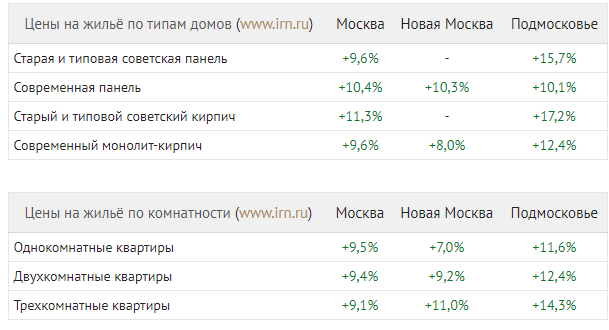 Цены на жильё по типам домов (www.irn.ru) Москва Новая Москва Подмосковье
Старая и типовая советская панель +9,6% - +15,7%
Современная панель +10,4% +10,3% +10,1%
Старый и типовой советский кирпич +11,3% - +17,2%
Современный монолит-кирпич +9,6% +8,0% +12,4%
Цены на жильё по комнатности (www.irn.ru) Москва Новая Москва Подмосковье
Однокомнатные квартиры +9,5% +7,0% +11,6%
Двухкомнатные квартиры +9,4% +9,2% +12,4%
Трехкомнатные квартиры +9,1% +11,0% +14,3%